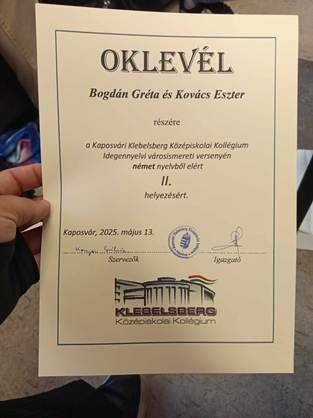 OKLEVÉL
Bogdán Gréta és Kovács Eszter
részére
a Kaposvári Klebelsberg Középiskolai Kollégium
Idegennyelvi városismereti versenyén
német nyelvből elért
II.
helyezésért.
Kaposvár, 2025. május 13.
Szervezők Igazgató
KLEBELSBERG
Középiskolai Kollégium